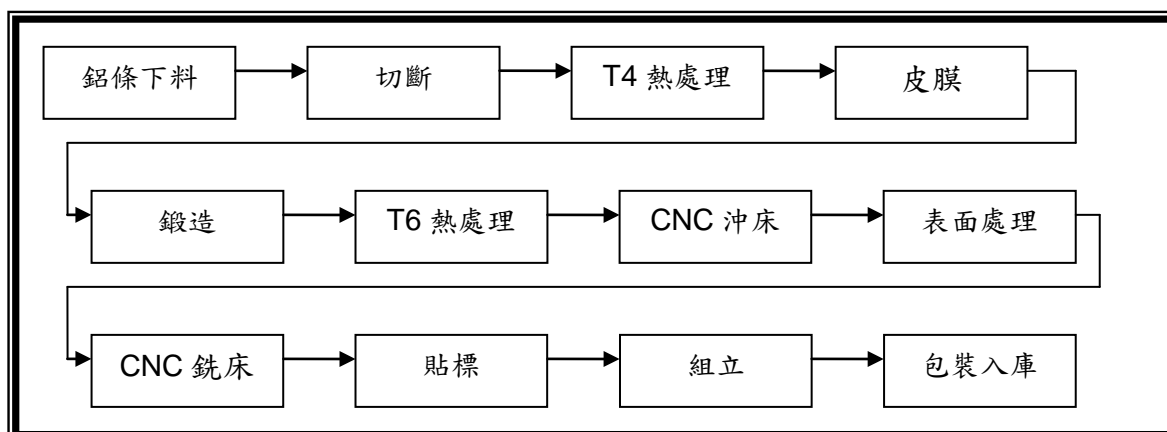 鋁條下料 切斷 T4 熱處理 皮膜
鍛造 T6 熱處理 CNC 沖床 表面處理
CNC 銑床 貼標 組立 包裝入庫